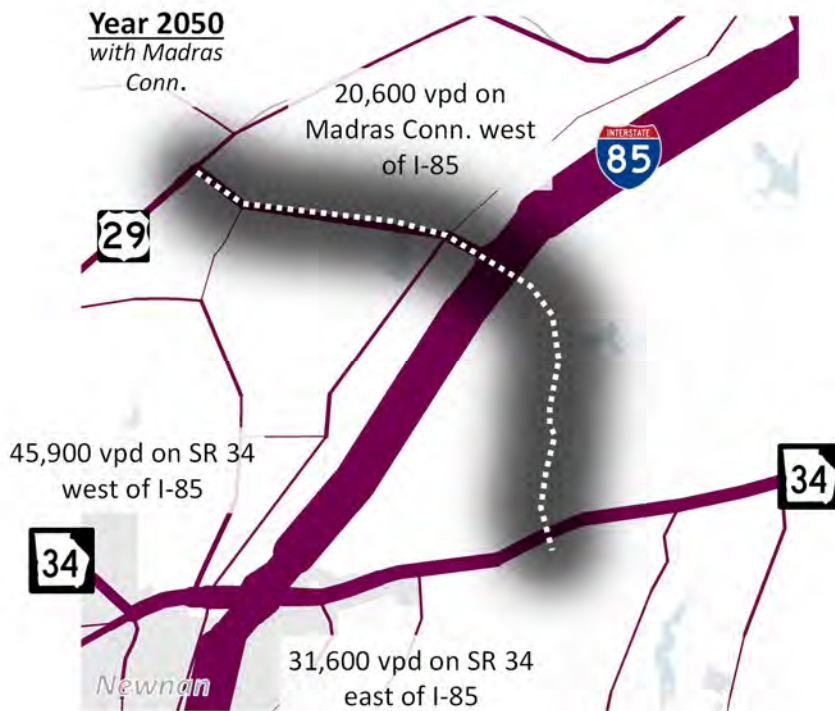 Year 2050
with Madras
Conn.
20,600 vpd on
Madras Conn. west
of I-85
INTERSTATE
85
29
45,900 vpd on SR 34
west of I-85
34
34
31,600 vpd on SR 34
east of I-85
Newnan